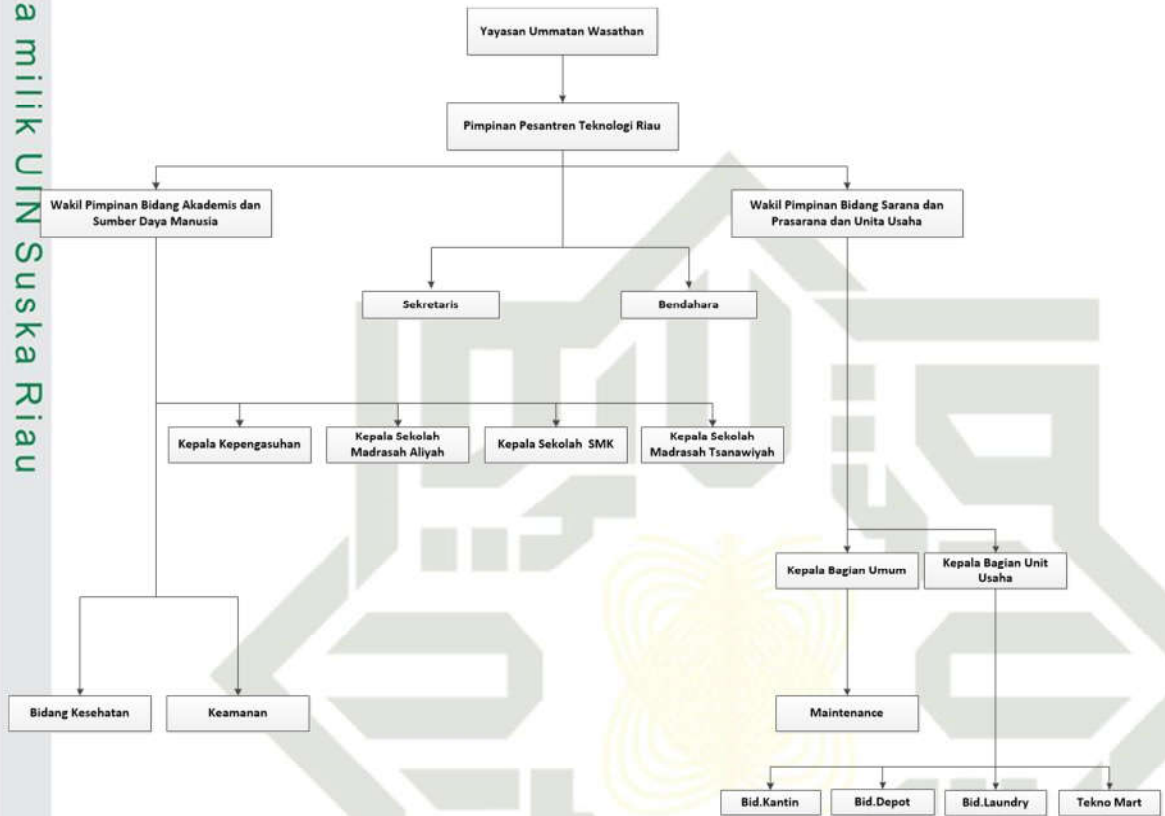 a milik UIN Suska Riau
Yayasan Ummatan Wasathan
Pimpinan Pesantren Teknologi Riau
Wakil Pimpinan Bidang Akademis dan
Sumber Daya Manusia
Wakil Pimpinan Bidang Sarana dan
Prasarana dan Unita Usaha
Sekretaris
Bendahara
Kepala Kepengasuhan
Kepala Sekolah
Madrasah Aliyah
Kepala Sekolah SMK
Kepala Sekolah
Madrasah Tsanawiyah
Kepala Bagian Umum
Kepala Bagian Unit
Usaha
Bidang Kesehatan
Keamanan
Maintenance
Bid.Kantin
Bid.Depot
Bid.Laundry
Tekno Mart